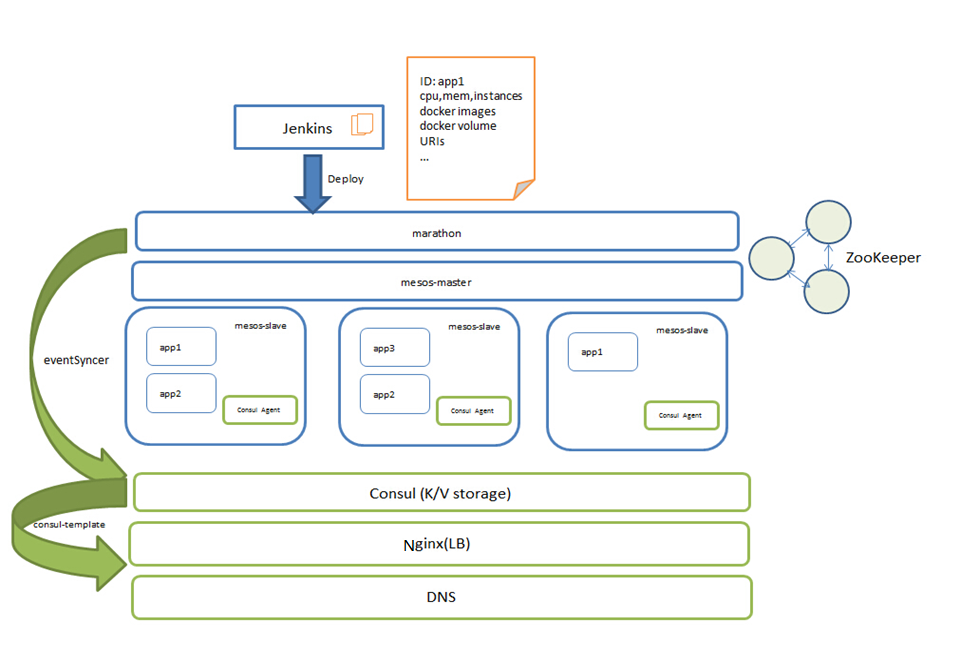 ID: app1
cpu,mem,instances
docker images
docker volume
URIs
...
Jenkins
Deploy
marathon
ZooKeeper
mesos-master
mesos-slave
app1
app2
Consul Agent
mesos-slave
app3
app2
Consul Agent
mesos-slave
app1
Consul Agent
eventSyncer
Consul (K/V storage)
consul-template
Nginx(LB)
DNS